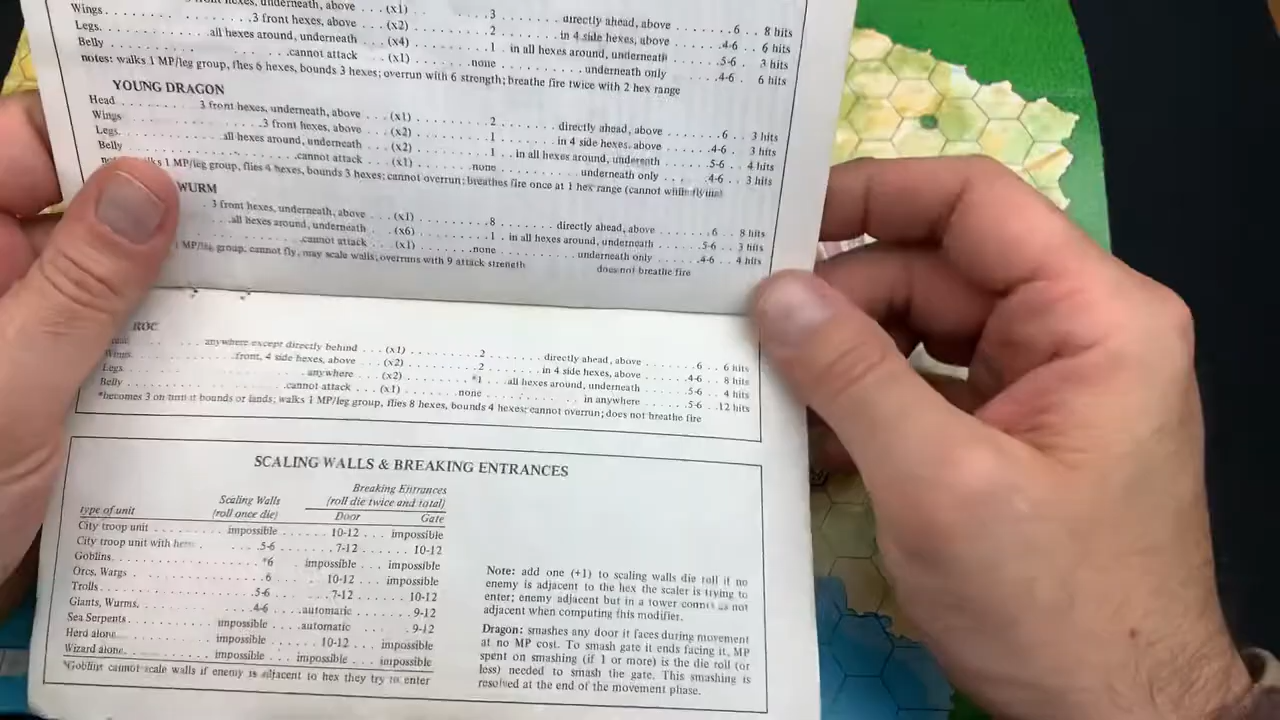 front hexes, underneath, above . . . (x1) . . . . . . . . . 3 . . . . . . . . directly ahead, above . . . . . . . 6 . . 8 hits
Wings . . . . . . . . . . . . .3 front hexes, above . . . (x2) . . . . . . . . . 2 . . . . . . . in 4 side hexes, above . . . . . .4-6 . . 6 hits
Legs. . . . . . . . . .all hexes around, underneath . . . (x4) . . . . . . . . . 1 . . in all hexes around, underneath . . . .5-6 . . 3 hits
Belly . . . . . . . . . . . . . . . .cannot attack . . . (x1) . . . . . . .none . . . . . . . . . . underneath only . . . .4-6 . . 6 hits
notes: walks 1 MP/leg group, flies 6 hexes, bounds 3 hexes; overrun with 6 strength; breathe fire twice with 2 hex range
YOUNG DRAGON
Head . . . . . . . . 3 front hexes, underneath, above . . . (x1) . . . . . . . . . 2 . . . . . . . . directly ahead, above . . . . . . . 6 . . 3 hits
Wings . . . . . . . . . . . . .3 front hexes, above . . . (x2) . . . . . . . . . 1 . . . . . . . in 4 side hexes, above . . . . . .4-6 . . 3 hits
Legs. . . . . . . . . .all hexes around, underneath . . . (x2) . . . . . . . . . 1 . . in all hexes around, underneath . . . .5-6 . . 4 hits
Belly . . . . . . . . . . . . . . . .cannot attack . . . (x1) . . . . . . .none . . . . . . . . . . underneath only . . . .4-6 . . 3 hits
1 MP/leg group, flies 4 hexes, bounds 3 hexes; cannot overrun; breathes fire once at 1 hex range (cannot while flying)
WURM
. 3 front hexes, underneath, above . . . (x1) . . . . . . . . . 8 . . . . . . . . directly ahead, above . . . . . . . 6 . . 8 hits
. . .all hexes around, underneath . . . (x6) . . . . . . . . . 1 . . in all hexes around, underneath . . . .5-6 . . 3 hits
. . . . . . . . .cannot attack . . . (x1) . . . . . . .none . . . . . . . . . . underneath only . . . .4-6 . . 4 hits
1 MP/leg group, cannot fly, may scale walls; overruns with 9 attack strength does not breathe fire
ROC
anywhere except directly behind . . . (x1) . . . . . . . . . 2 . . . . . . . . directly ahead, above . . . . . . . 6 . . 6 hits
Wings . . . . . . . . . . .front, 4 side hexes, above . . . (x2) . . . . . . . . . 2 . . . . . . . in 4 side hexes, above . . . . . .4-6 . . 8 hits
Legs . . . . . . . . . . . . . . . . . anywhere . . . (x2) . . . . . . . . *1 . . . all hexes around, underneath . . . . .5-6 . . 4 hits
Belly . . . . . . . . . . . . . . . .cannot attack . . . (x1) . . . . . . .none . . . . . . . . . . in anywhere . . . . . .5-6 . .12 hits
*becomes 3 on turn it bounds or lands; walks 1 MP/leg group, flies 8 hexes, bounds 4 hexes; cannot overrun; does not breathe fire
SCALING WALLS & BREAKING ENTRANCES
Scaling Walls Breaking Entrances
type of unit (roll once die) (roll die twice and total)
Door Gate
City troop unit . . . . . . . . . impossible . . . . . . 10-12 . . . impossible
City troop unit with hero . . . . . . . .5-6 . . . . . . . . 7-12 . . . . . . 10-12
Goblins. . . . . . . . . . . . . . . . . *6 . . . . impossible . . . impossible
Orcs, Wargs . . . . . . . . . . . . . .6 . . . . . . . 10-12 . . . impossible
Trolls. . . . . . . . . . . . . . . . .5-6 . . . . . . . .7-12 . . . . . . 10-12
Giants, Wurms. . . . . . . . . . . . 4-6 . . . .automatic . . . . . . 9-12
Sea Serpents . . . . . . . . impossible . . . .automatic . . . . . . 9-12
Herd alone . . . . . . . . . impossible . . . . . 10-12 . . . impossible
Wizard alone. . . . . . . . impossible . . . impossible . . . impossible
*Goblins cannot scale walls if enemy is adjacent to hex they try to enter
Note: add one (+1) to scaling walls die roll if no
enemy is adjacent to the hex the scaler is trying to
enter; enemy adjacent but in a tower counts as not
adjacent when computing this modifier.
Dragon: smashes any door it faces during movement
at no MP cost. To smash gate it ends facing it, MP
spent on smashing (if 1 or more) is the die roll (or
less) needed to smash the gate. This smashing is
resolved at the end of the movement phase.